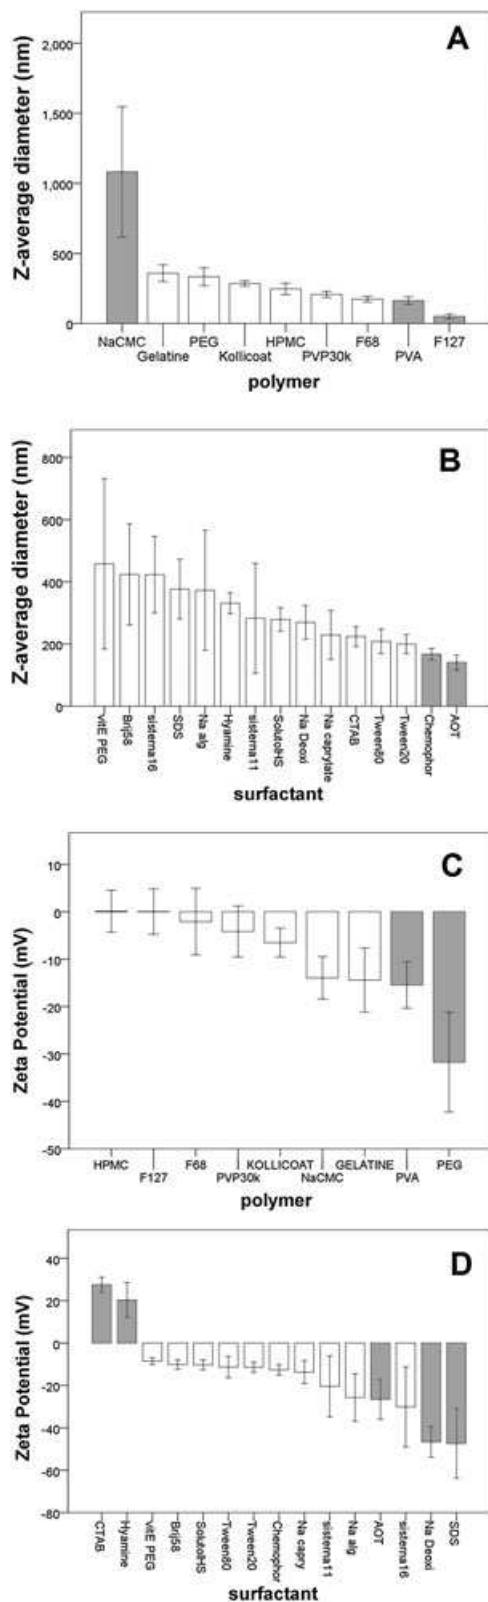 A
Z-average diameter (nm)
2,000
1,500
1,000
500
0
NaCMC PEG HPMC F68 F127
Gelatine Kollicoat PVP30k PVA
polymer
B
Z-average diameter (nm)
800
600
400
200
0
vitE PEG
Brij58
sisterna16
SDS
Na alg
Hyamine
sisterna11
SolutolHS
Na Deoxi
Na caprylate
CTAB
Tween80
Tween20
Chemophor
AOT
surfactant
C
Zeta Potential (mV)
10
0
-10
-20
-30
-40
-50
HPMC F68 KOLLICOAT GELATINE PEG
F127 PVP30k NaCMC PVA
polymer
D
Zeta Potential (mV)
40
20
0
-20
-40
-60
-80
CTAB
Hyamine
vitE PEG
Brij58
SolutolHS
Tween80
Tween20
Chemophor
Na capry
sisterna11
Na alg
AOT
sisterna16
Na Deoxi
SDS
surfactant